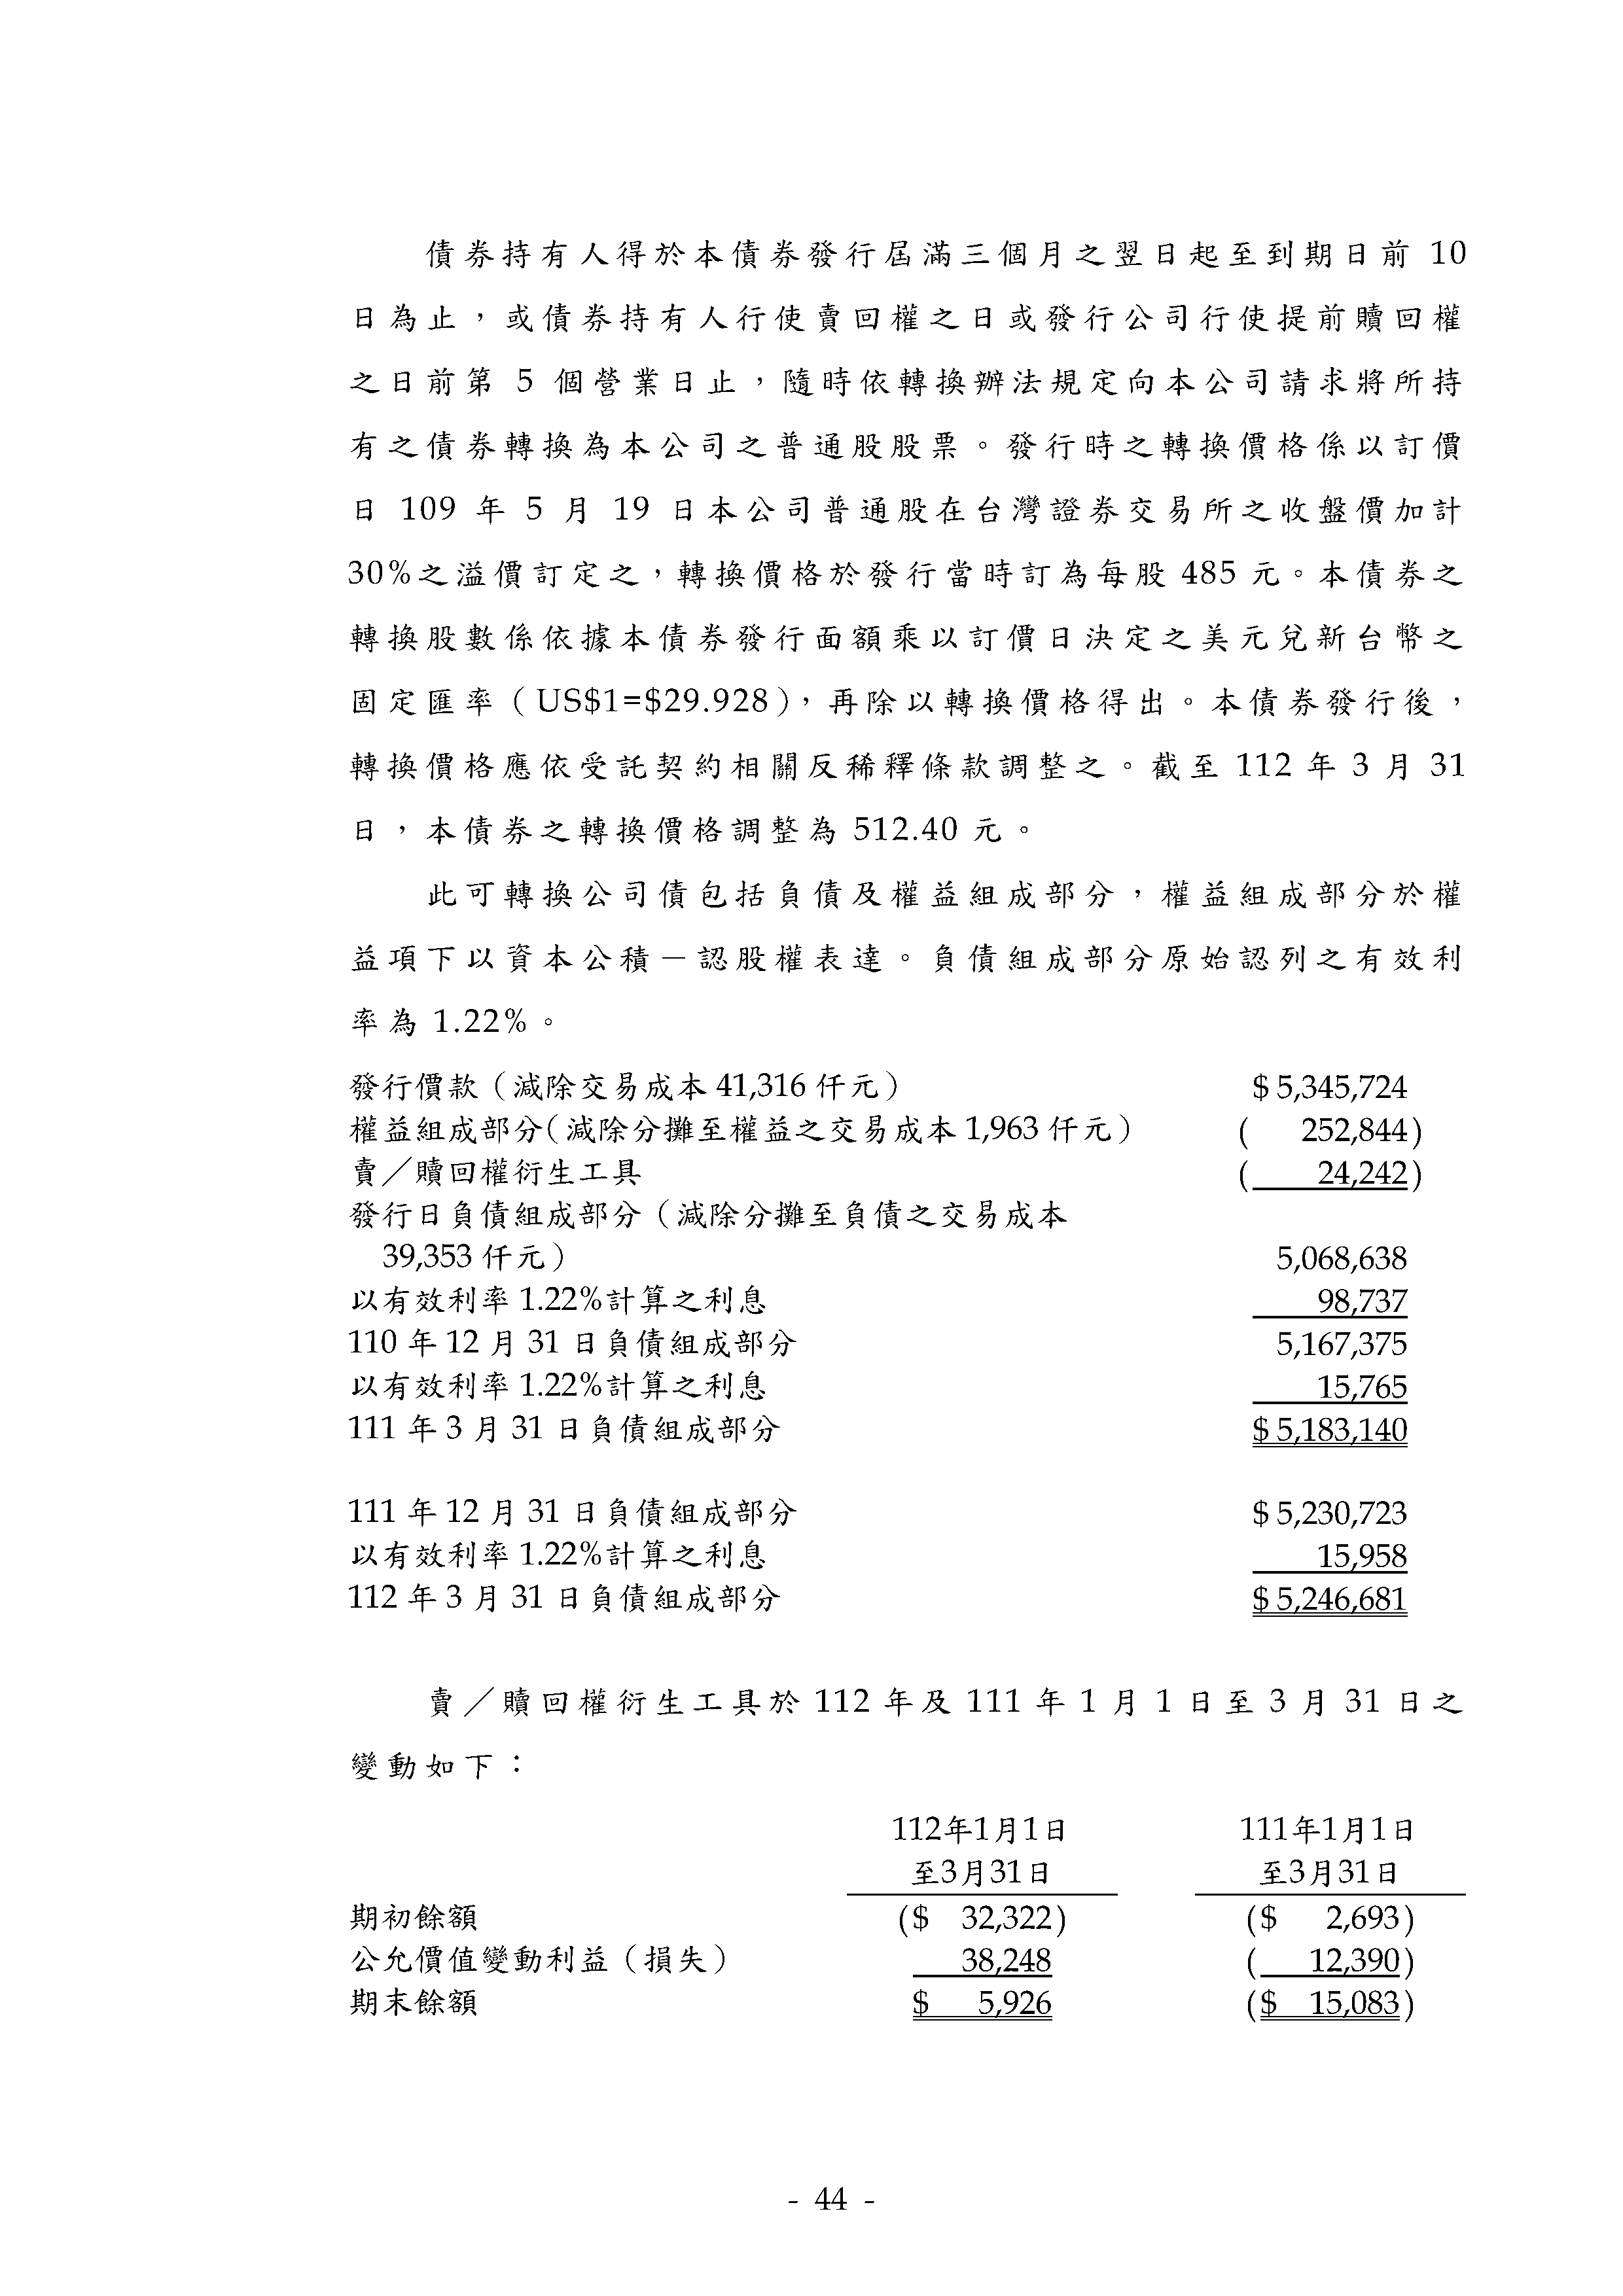 債券持有人得於本債券發行屆滿三個月之翌日起至到期日前 10
日為止，或債券持有人行使賣回權之日或發行公司行使提前贖回權
之日前第 5 個營業日止，隨時依轉換辦法規定向本公司請求將所持
有之債券轉換為本公司之普通股股票。發行時之轉換價格係以訂價
日 109 年 5 月 19 日本公司普通股在台灣證券交易所之收盤價加計
30%之溢價訂定之，轉換價格於發行當時訂為每股 485 元。本債券之
轉換股數係依據本債券發行面額乘以訂價日決定之美元兌新台幣之
固定匯率（US$1=$29.928），再除以轉換價格得出。本債券發行後，
轉換價格應依受託契約相關反稀釋條款調整之。截至 112 年 3 月 31
日，本債券之轉換價格調整為 512.40 元。
此可轉換公司債包括負債及權益組成部分，權益組成部分於權
益項下以資本公積－認股權表達。負債組成部分原始認列之有效利
率為 1.22%。
發行價款（減除交易成本 41,316 仟元） $ 5,345,724
權益組成部分（減除分攤至權益之交易成本 1,963 仟元） ( 252,844)
賣／贖回權衍生工具 ( 24,242)
發行日負債組成部分（減除分攤至負債之交易成本
39,353 仟元） 5,068,638
以有效利率 1.22%計算之利息 98,737
110 年 12 月 31 日負債組成部分 5,167,375
以有效利率 1.22%計算之利息 15,765
111 年 3 月 31 日負債組成部分 $ 5,183,140
111 年 12 月 31 日負債組成部分 $ 5,230,723
以有效利率 1.22%計算之利息 15,958
112 年 3 月 31 日負債組成部分 $ 5,246,681
賣／贖回權衍生工具於 112 年及 111 年 1 月 1 日至 3 月 31 日之
變動如下：
112年1月1日 111年1月1日
至3月31日 至3月31日
期初餘額 ($ 32,322) ($ 2,693)
公允價值變動利益（損失） 38,248 ( 12,390)
期末餘額 $ 5,926 ($ 15,083)
- 44 -